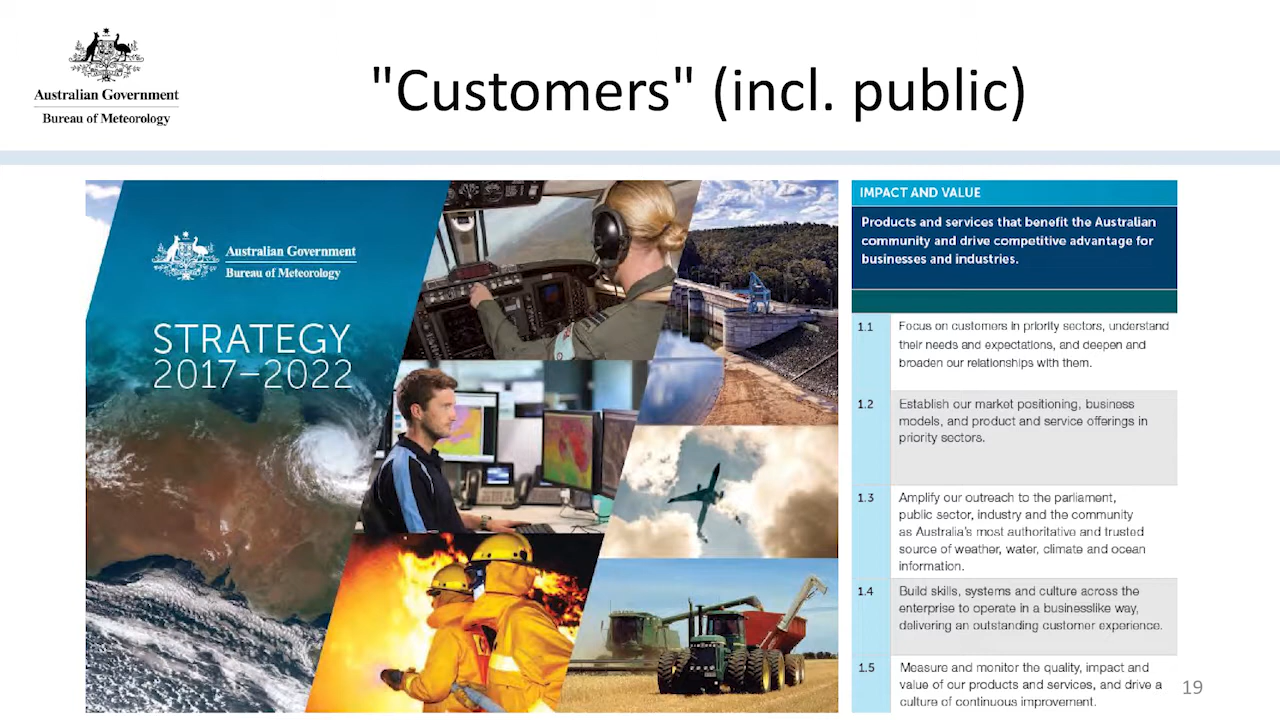 Australian Government
Bureau of Meteorology
"Customers" (incl. public)
Australian Government
Bureau of Meteorology
STRATEGY
2017–2022
IMPACT AND VALUE
Products and services that benefit the Australian
community and drive competitive advantage for
businesses and industries.
1.1 Focus on customers in priority sectors, understand
their needs and expectations, and deepen and
broaden our relationships with them.
1.2 Establish our market positioning, business
models, and product and service offerings in
priority sectors.
1.3 Amplify our outreach to the parliament,
public sector, industry and the community
as Australia's most authoritative and trusted
source of weather, water, climate and ocean
information.
1.4 Build skills, systems and culture across the
enterprise to operate in a businesslike way,
delivering an outstanding customer experience.
1.5 Measure and monitor the quality, impact and
value of our products and services, and drive a
culture of continuous improvement.
19